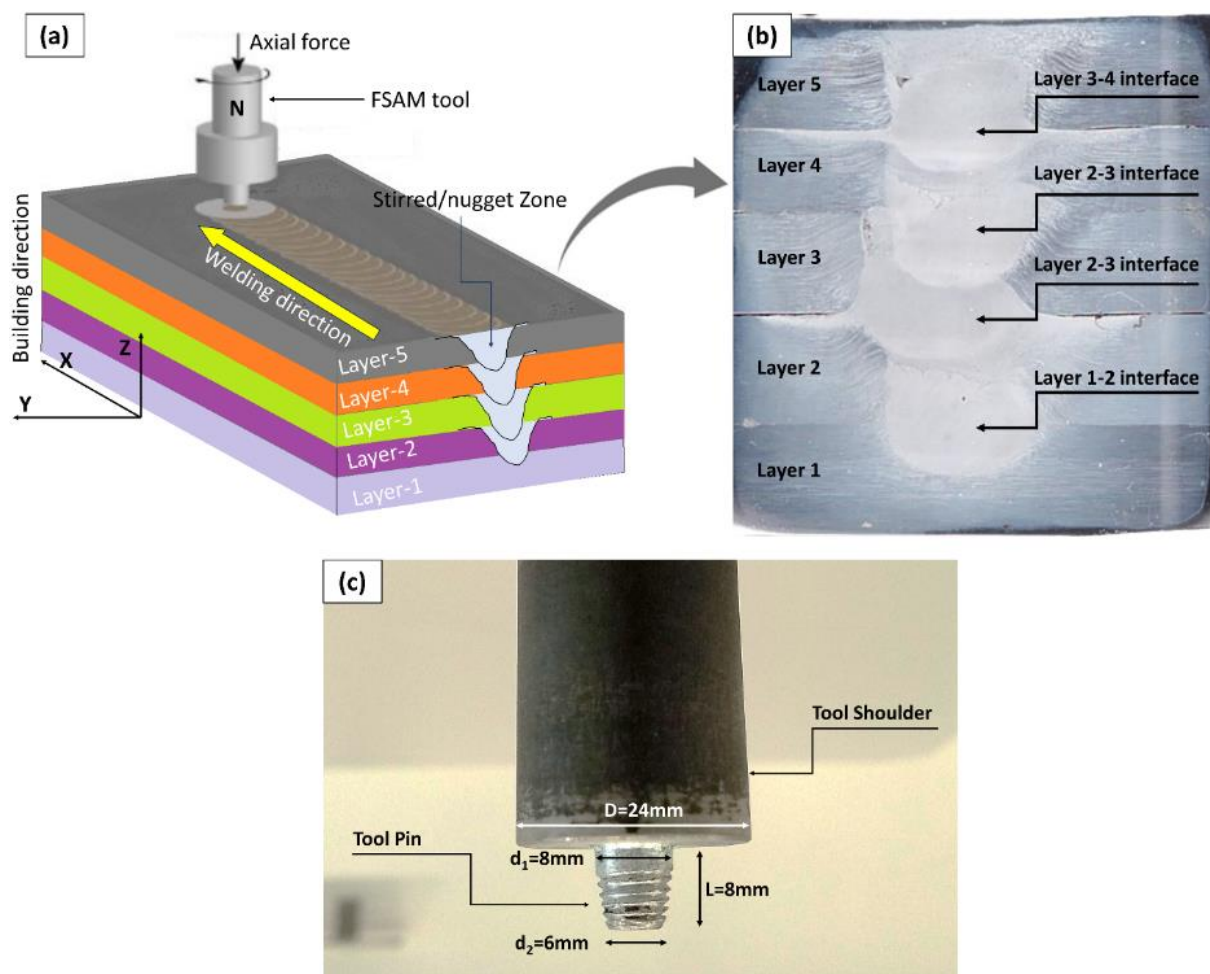 (a)
Axial force
N
FSAM tool
Stirred/nugget Zone
Building direction
Welding direction
Z
X
Y
Layer-5
Layer-4
Layer-3
Layer-2
Layer-1
(b)
Layer 5
Layer 3-4 interface
Layer 4
Layer 2-3 interface
Layer 3
Layer 2-3 interface
Layer 2
Layer 1-2 interface
Layer 1
(c)
Tool Shoulder
D=24mm
Tool Pin
d₁=8mm
L=8mm
d₂=6mm